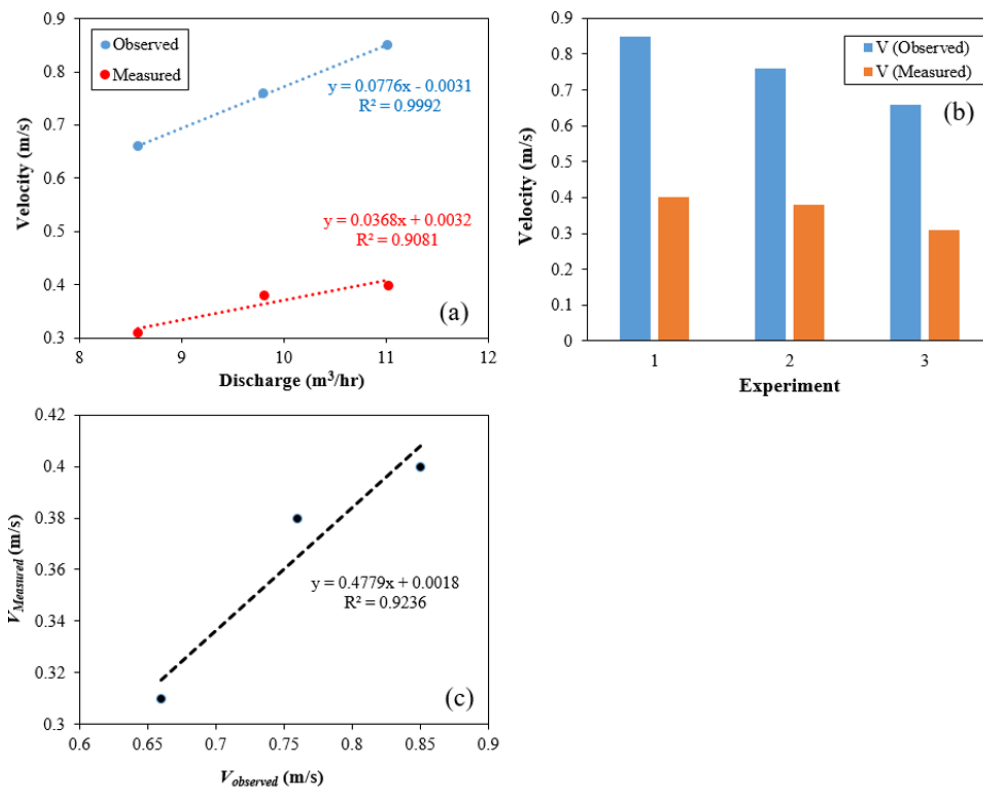 0.9
0.8
0.7
0.6
0.5
0.4
0.3
Velocity (m/s)
Observed
Measured
y = 0.0776x - 0.0031
R² = 0.9992
y = 0.0368x + 0.0032
R² = 0.9081
(a)
8 9 10 11 12
Discharge (m³/hr)
0.9
0.8
0.7
0.6
0.5
0.4
0.3
0.2
0.1
0
Velocity (m/s)
V (Observed)
V (Measured)
(b)
1 2 3
Experiment
0.42
0.4
0.38
0.36
0.34
0.32
0.3
V_Measured (m/s)
y = 0.4779x + 0.0018
R² = 0.9236
(c)
0.6 0.65 0.7 0.75 0.8 0.85 0.9
V_observed (m/s)